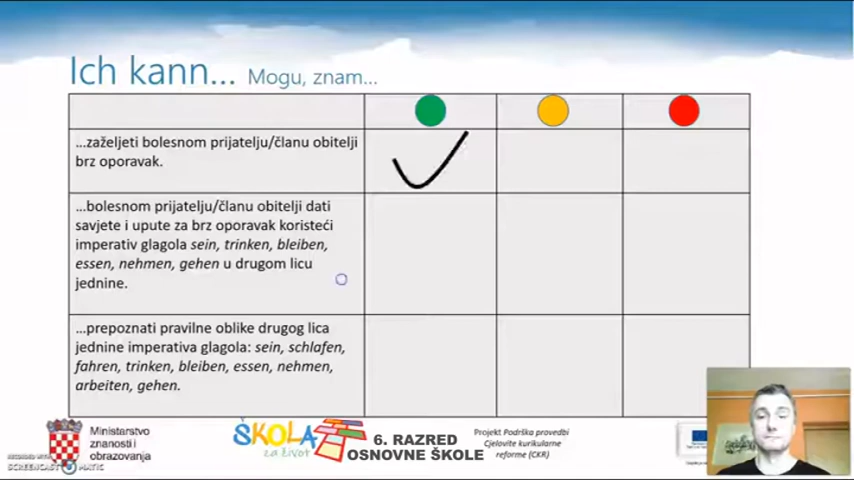 Ich kann... Mogu, znam...
...zaželjeti bolesnom prijatelju/članu obitelji
brz oporavak.
...bolesnom prijatelju/članu obitelji dati
savjete i upute za brz oporavak koristeći
imperativ glagola sein, trinken, bleiben,
essen, nehmen, gehen u drugom licu
jednine.
...prepoznati pravilne oblike drugog lica
jednine imperativa glagola: sein, schlafen,
fahren, trinken, bleiben, essen, nehmen,
arbeiten, gehen.
Ministarstvo
znanosti i
obrazovanja
ŠKOLA
za život
6. RAZRED
OSNOVNE ŠKOLE
Projekt Podrška provedbi
Cjelovite kurikularne
reforme (CKR)
RECORDED WITH
SCREENCAST MATIC